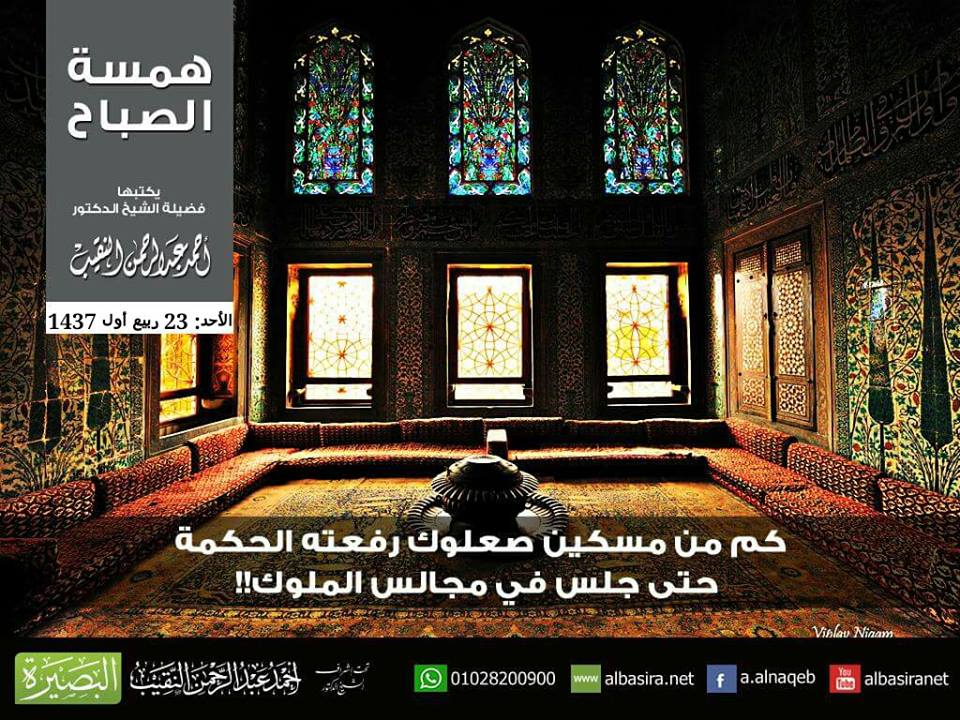 همسة
الصباح
يكتبها
فضيلة الشيخ الدكتور
أحمد عبد الرحمن النقيب
الأحد: 23 ربيع أول 1437
كم من مسكين صعلوك رفعته الحكمة
حتى جلس في مجالس الملوك!!
Viplav Nigam
البصيرة
أحمد عبد الرحمن النقيب
01028200900
www albasira.net
f a.alnaqeb
You Tube albasiranet